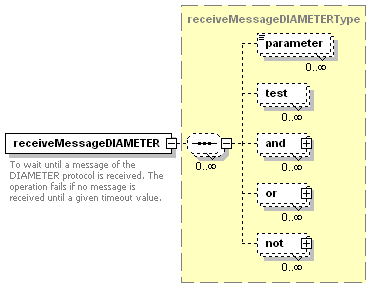 receiveMessageDIAMETERType
parameter
0..∞
test
0..∞
receiveMessageDIAMETER
and
0..∞
0..∞
To wait until a message of the
DIAMETER protocol is received. The
operation fails if no message is
received until a given timeout value.
or
0..∞
not
0..∞